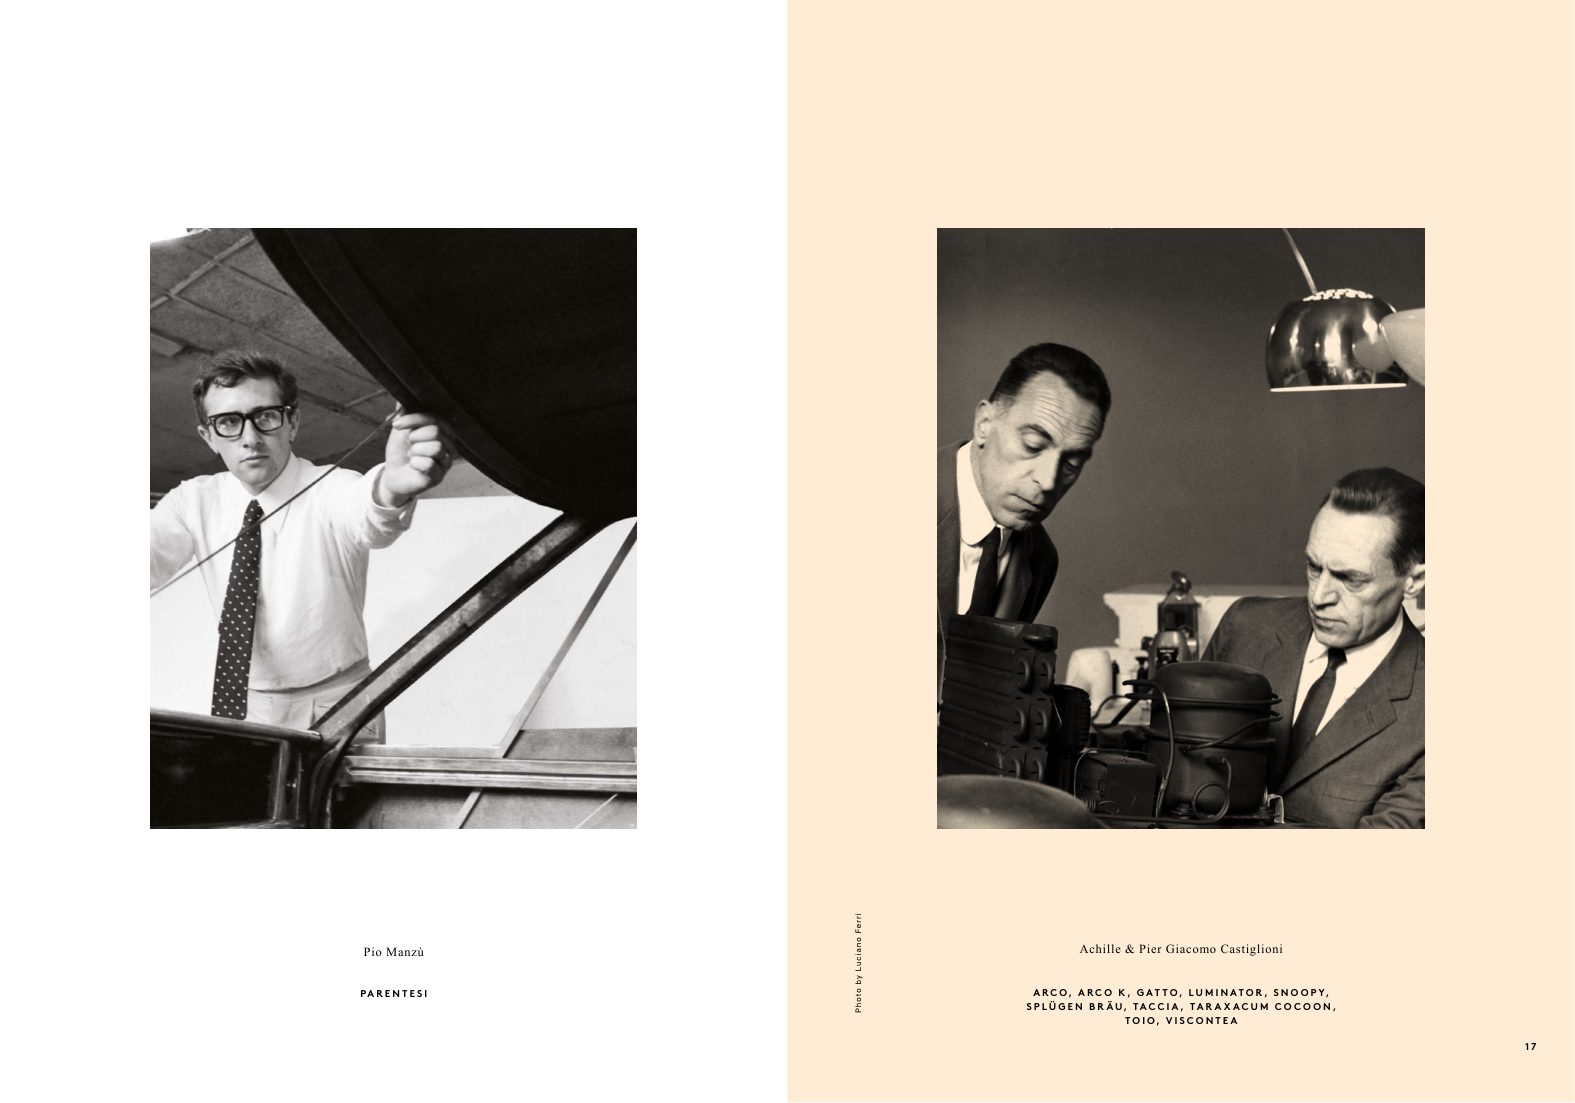 Pio Manzù
PARENTESI
Photo by Luciano Ferri
Achille & Pier Giacomo Castiglioni
ARCO, ARCO K, GATTO, LUMINATOR, SNOOPY,
SPLÜGEN BRÄU, TACCIA, TARAXACUM COCOON,
TOIO, VISCONTEA
17